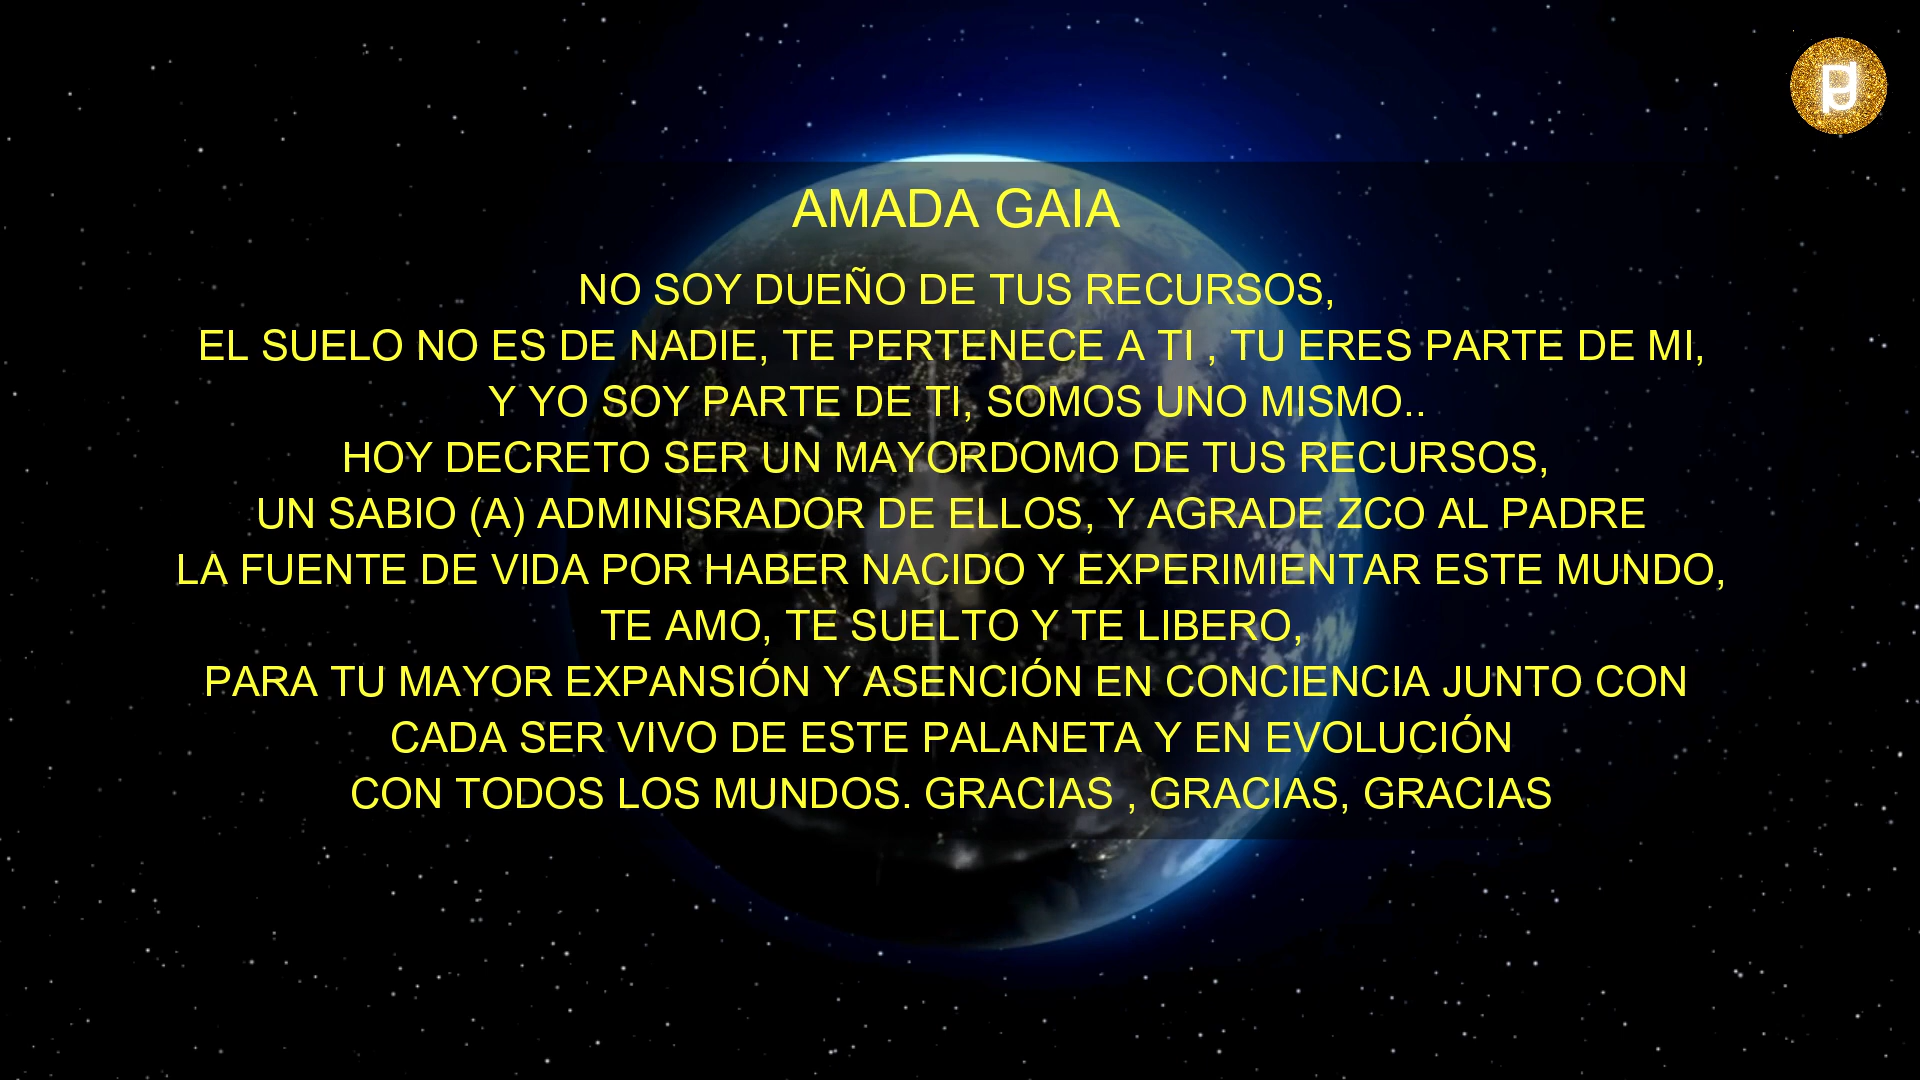 AMADA GAIA
NO SOY DUEÑO DE TUS RECURSOS,
EL SUELO NO ES DE NADIE, TE PERTENECE A TI , TU ERES PARTE DE MI,
Y YO SOY PARTE DE TI, SOMOS UNO MISMO..
HOY DECRETO SER UN MAYORDOMO DE TUS RECURSOS,
UN SABIO (A) ADMINISRADOR DE ELLOS, Y AGRADE ZCO AL PADRE
LA FUENTE DE VIDA POR HABER NACIDO Y EXPERIMIENTAR ESTE MUNDO,
TE AMO, TE SUELTO Y TE LIBERO,
PARA TU MAYOR EXPANSIÓN Y ASENCIÓN EN CONCIENCIA JUNTO CON
CADA SER VIVO DE ESTE PALANETA Y EN EVOLUCIÓN
CON TODOS LOS MUNDOS. GRACIAS , GRACIAS, GRACIAS